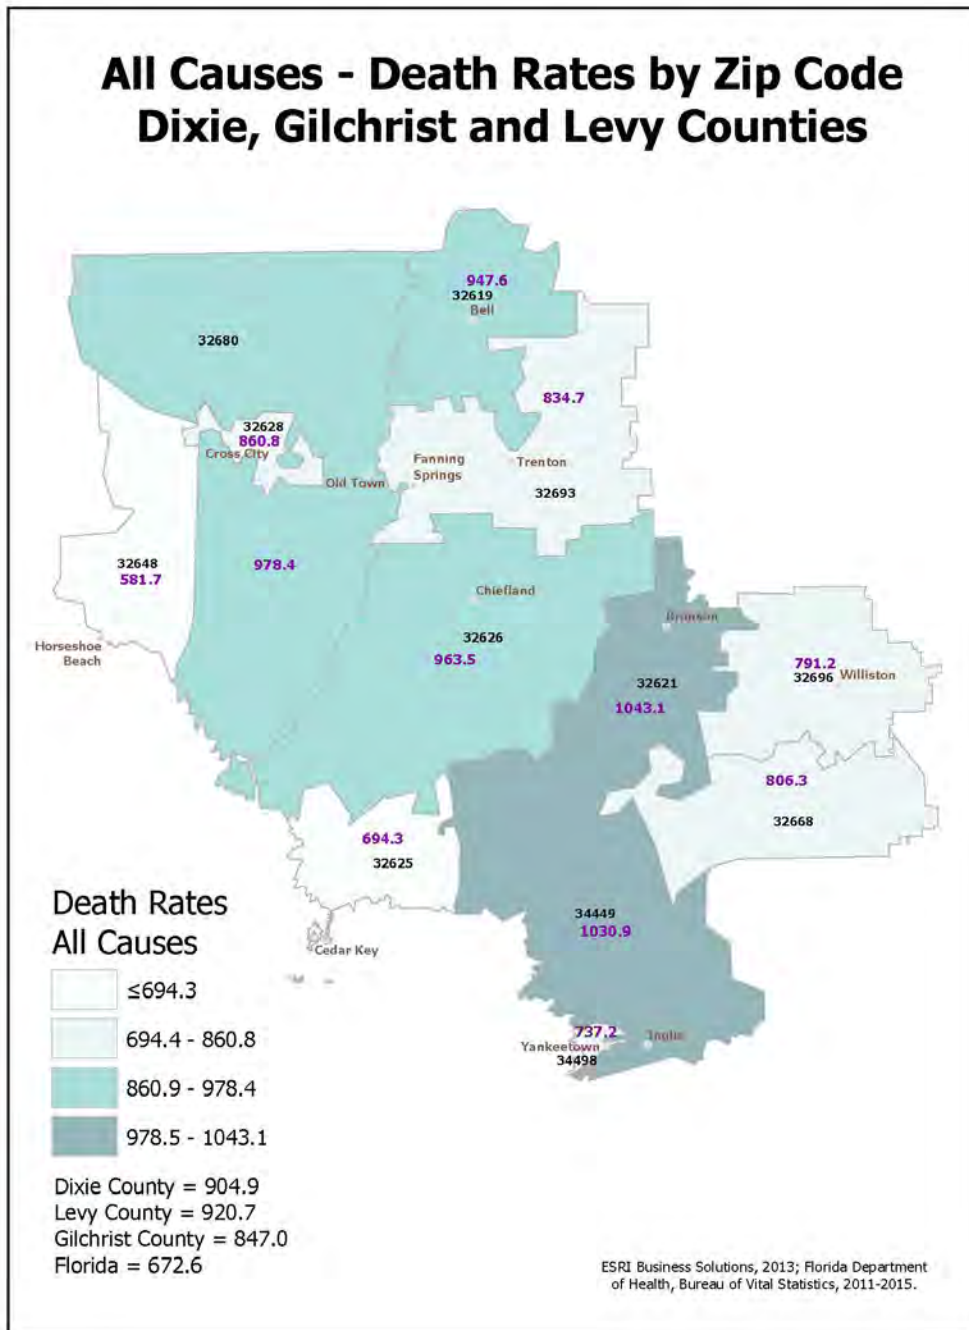 All Causes - Death Rates by Zip Code
Dixie, Gilchrist and Levy Counties
947.6
32619
Bell
32680
834.7
32628
860.8
Cross City
Fanning
Springs
Trenton
Old Town
32693
32648
581.7
978.4
Chiefland
Bronson
Horseshoe
Beach
32626
963.5
791.2
32696
Williston
32621
1043.1
806.3
32668
694.3
32625
34449
1030.9
Cedar Key
737.2
Inglis
Yankeetown
34498
Death Rates
All Causes
≤694.3
694.4 - 860.8
860.9 - 978.4
978.5 - 1043.1
Dixie County = 904.9
Levy County = 920.7
Gilchrist County = 847.0
Florida = 672.6
ESRI Business Solutions, 2013; Florida Department
of Health, Bureau of Vital Statistics, 2011-2015.